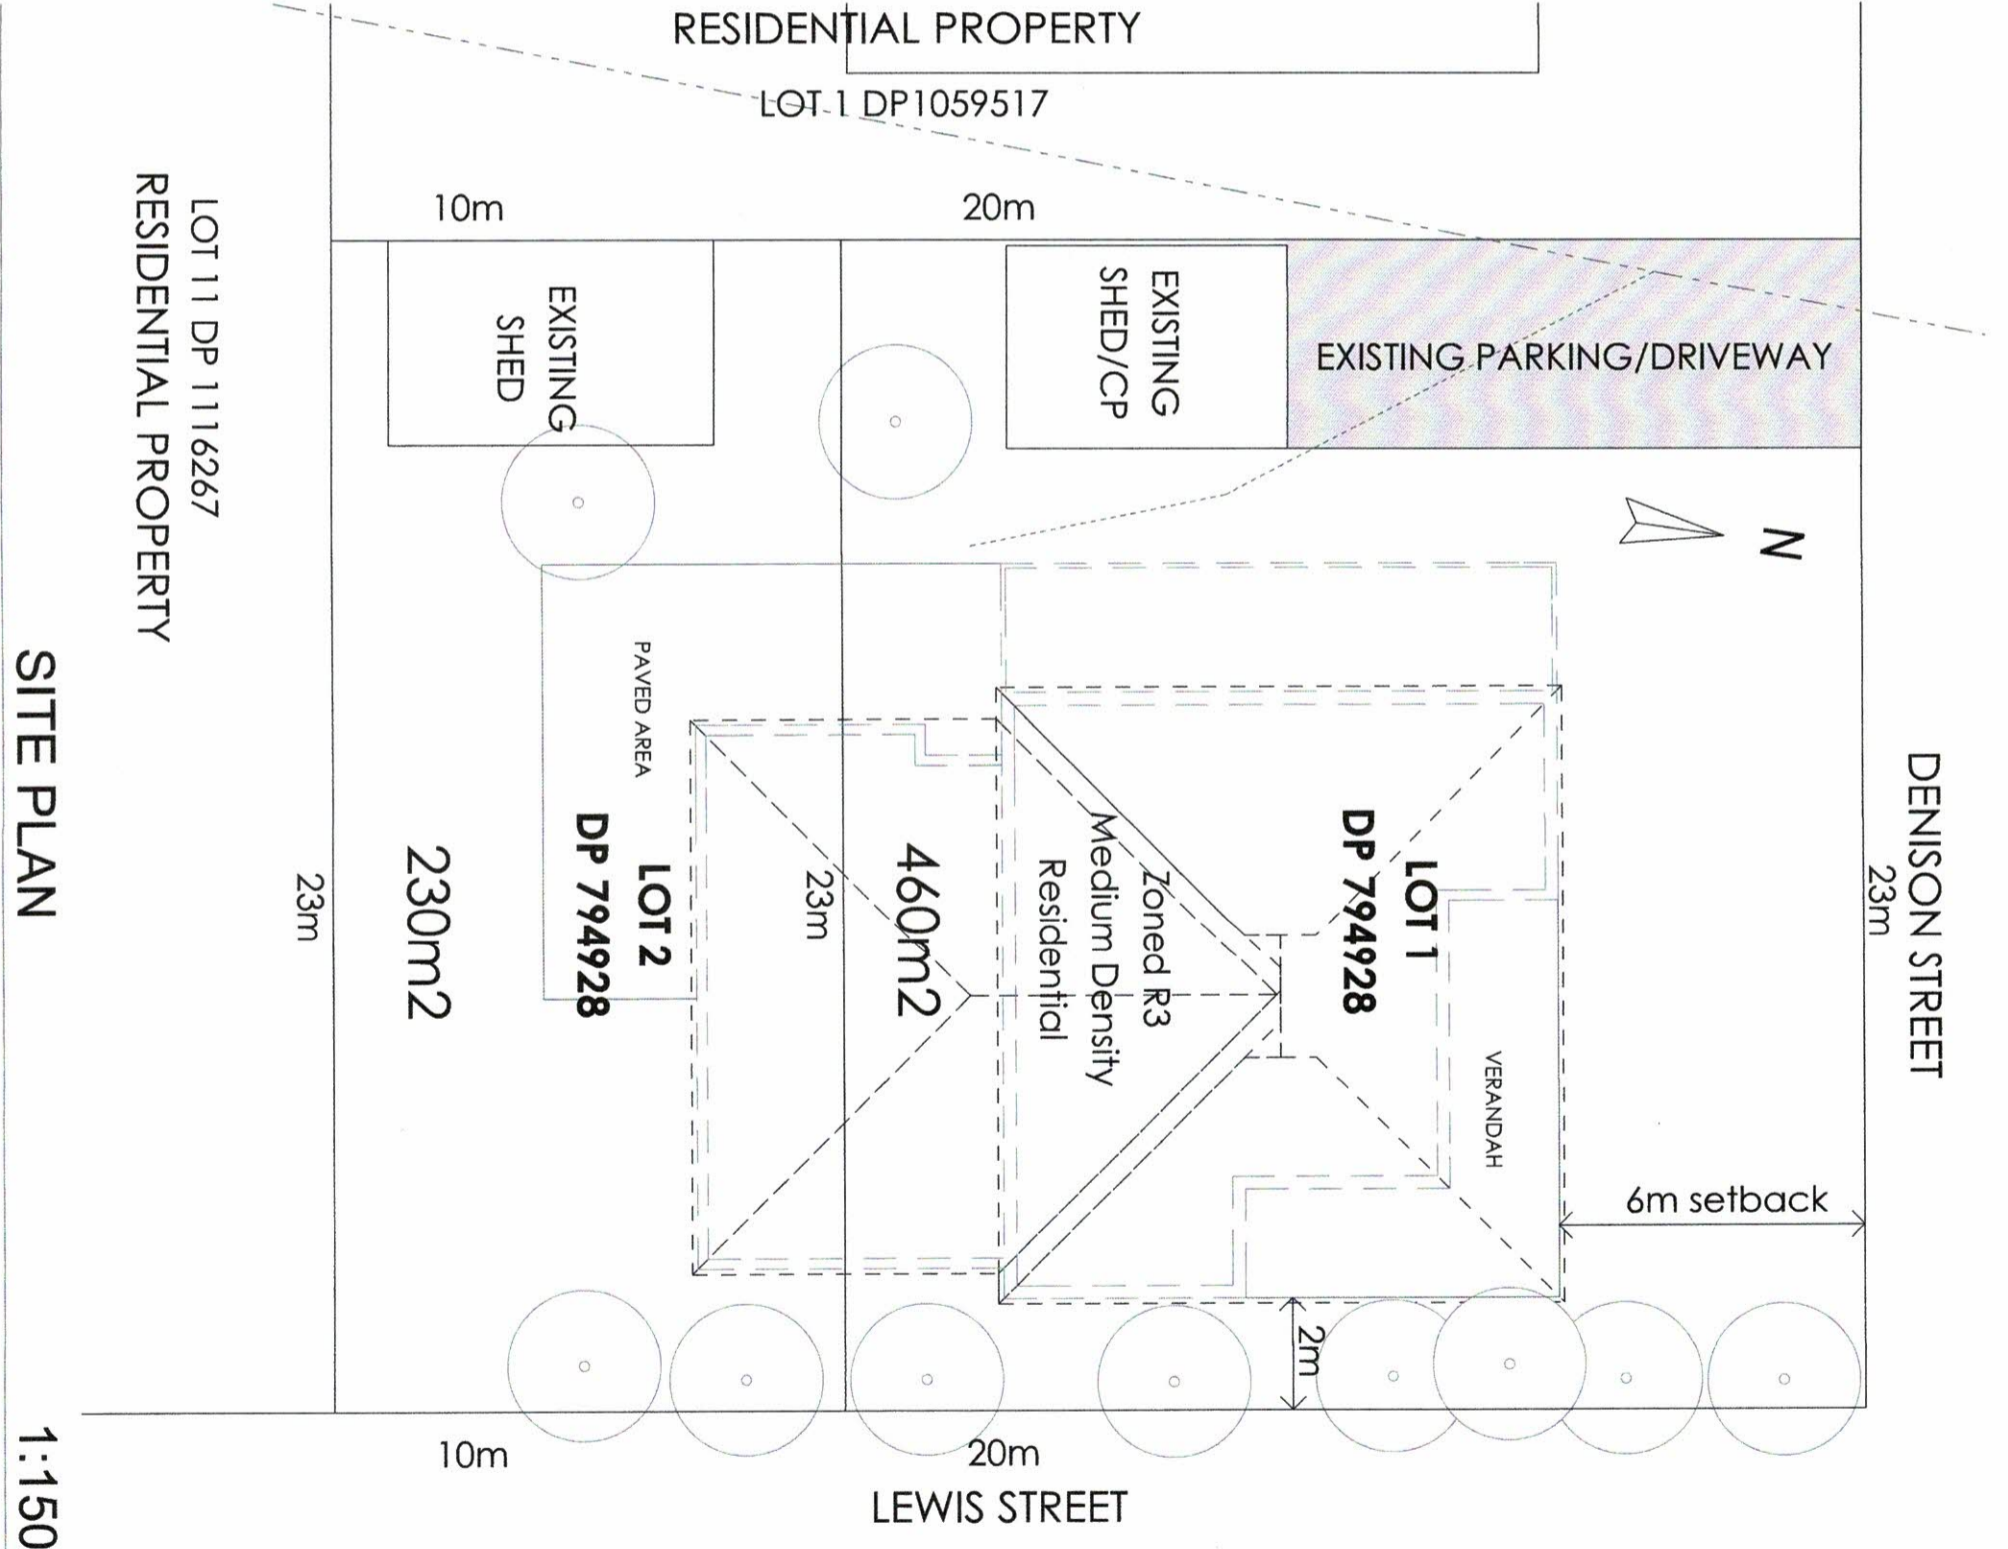 RESIDENTIAL PROPERTY
LOT 1 DP1059517
10m
20m
LOT 11 DP 1116267
RESIDENTIAL PROPERTY
EXISTING
SHED
EXISTING
SHED/CP
EXISTING PARKING/DRIVEWAY
N
DENISON STREET
23m
PAVED AREA
LOT 2
DP 794928
230m2
23m
23m
460m2
Zoned R3
Medium Density
Residential
LOT 1
DP 794928
VERANDAH
6m setback
2m
10m
20m
LEWIS STREET
SITE PLAN
1:150